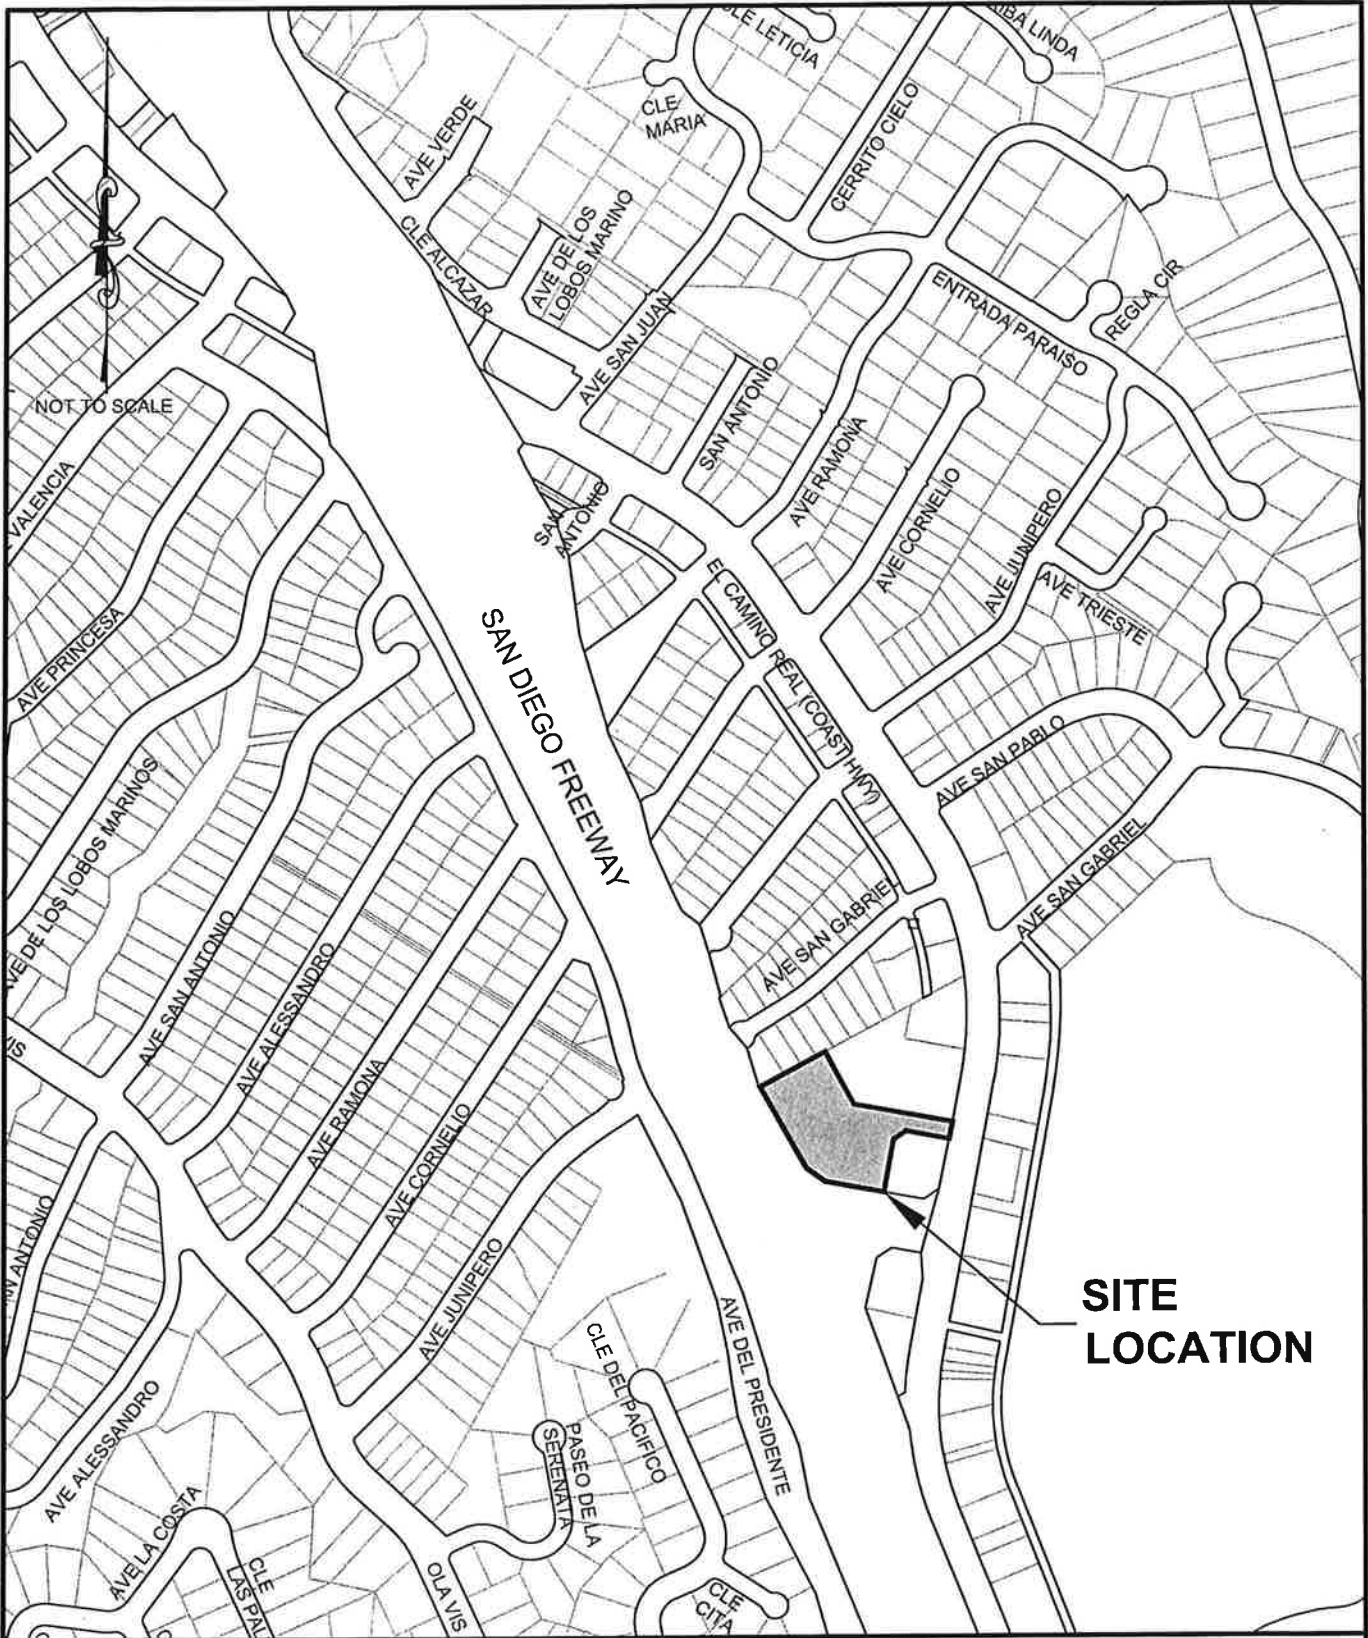 CLE LETICIA
RIBA LINDA
CLE
MARIA
AVE VERDE
CERRITO CIELO
AVE DE LOS
LOBOS MARINO
CLE ALCAZAR
AVE SAN JUAN
ENTRADA PARAISO
REGLA CIR
NOT TO SCALE
SAN ANTONIO
AVE RAMONA
VALENCIA
SAN
ANTONIO
AVE CORNELIO
AVE JUNIPERO
AVE TRIESTE
EL CAMINO REAL (COAST HWY)
AVE PRINCESA
SAN DIEGO FREEWAY
AVE SAN PABLO
AVE DE LOS LOBOS MARINOS
AVE SAN GABRIEL
AVE SAN GABRIEL
AVE SAN ANTONIO
AVE ALESSANDRO
VIS
AVE RAMONA
AVE CORNELIO
AN ANTONIO
AVE JUNIPERO
SITE
LOCATION
AVE DEL PRESIDENTE
CLE DEL PACIFICO
AVE ALESSANDRO
PASEO DE LA
SERENATA
AVE LA COSTA
CLE
LAS PAL
OLA VIS
CLE
CITA